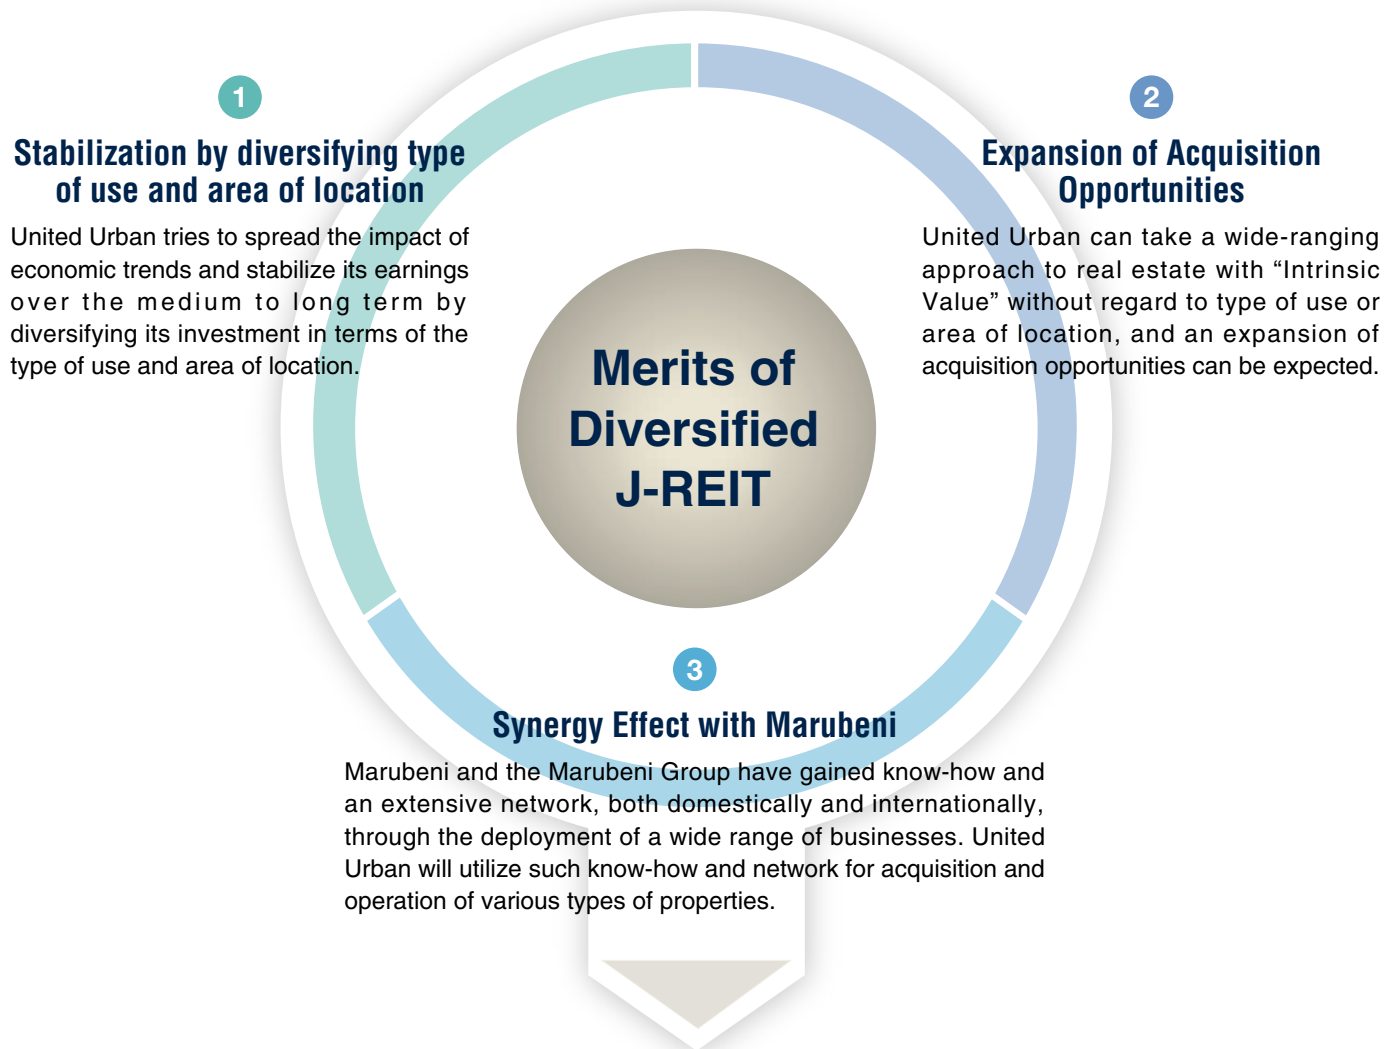 1
Stabilization by diversifying type
of use and area of location
United Urban tries to spread the impact of
economic trends and stabilize its earnings
over the medium to long term by
diversifying its investment in terms of the
type of use and area of location.
2
Expansion of Acquisition
Opportunities
United Urban can take a wide-ranging
approach to real estate with “Intrinsic
Value” without regard to type of use or
area of location, and an expansion of
acquisition opportunities can be expected.
Merits of
Diversified
J-REIT
3
Synergy Effect with Marubeni
Marubeni and the Marubeni Group have gained know-how and
an extensive network, both domestically and internationally,
through the deployment of a wide range of businesses. United
Urban will utilize such know-how and network for acquisition and
operation of various types of properties.